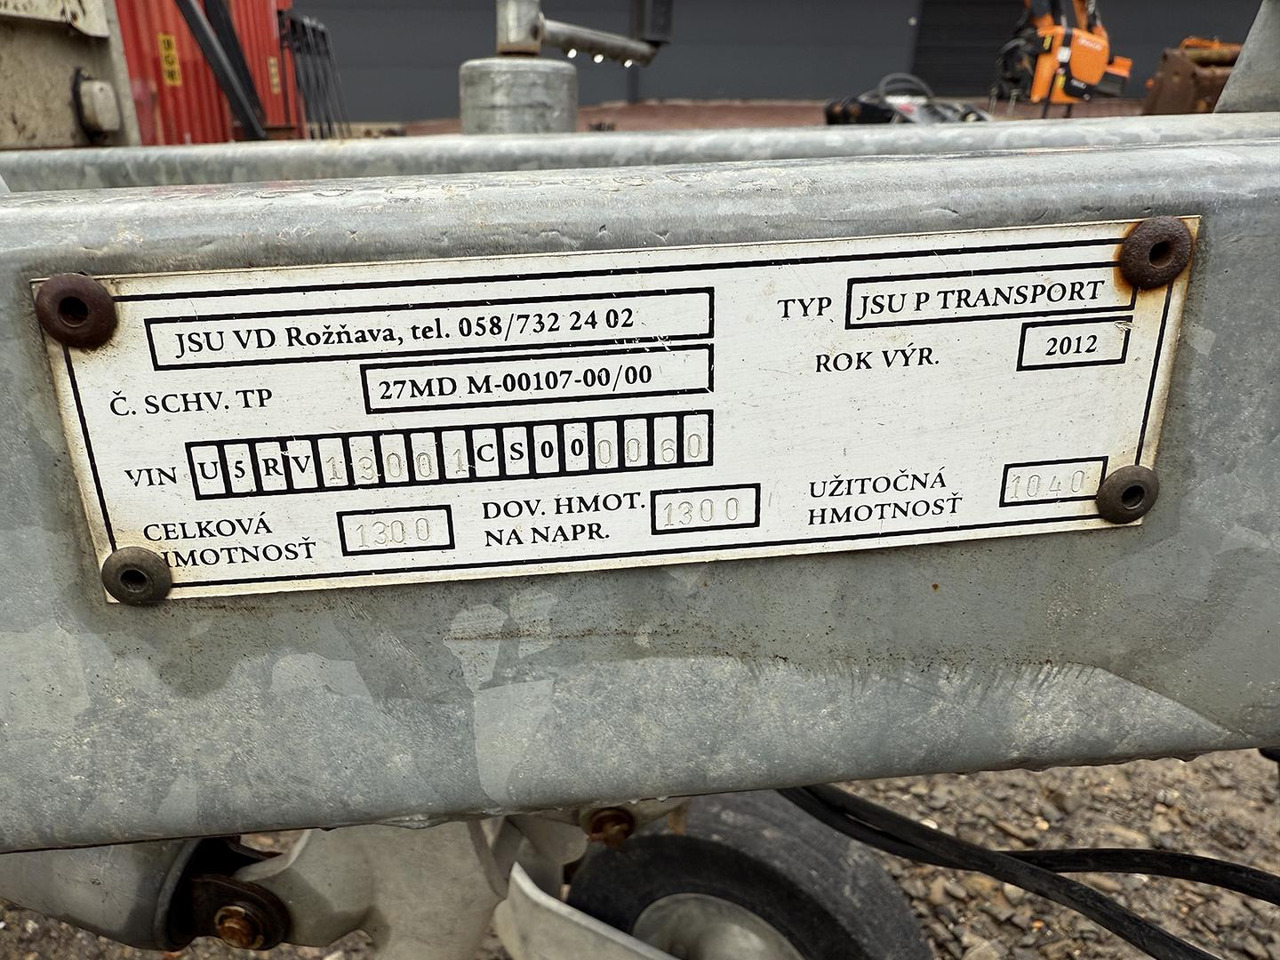 JSU VD Rožňava, tel. 058/732 24 02
TYP JSU P TRANSPORT
Č. SCHV. TP 27MD M-00107-00/00
ROK VÝR. 2012
VIN U5RV13001CS000060
CELKOVÁ HMOTNOSŤ 1300
DOV. HMOT. NA NAPR. 1300
UŽITOČNÁ HMOTNOSŤ 1040